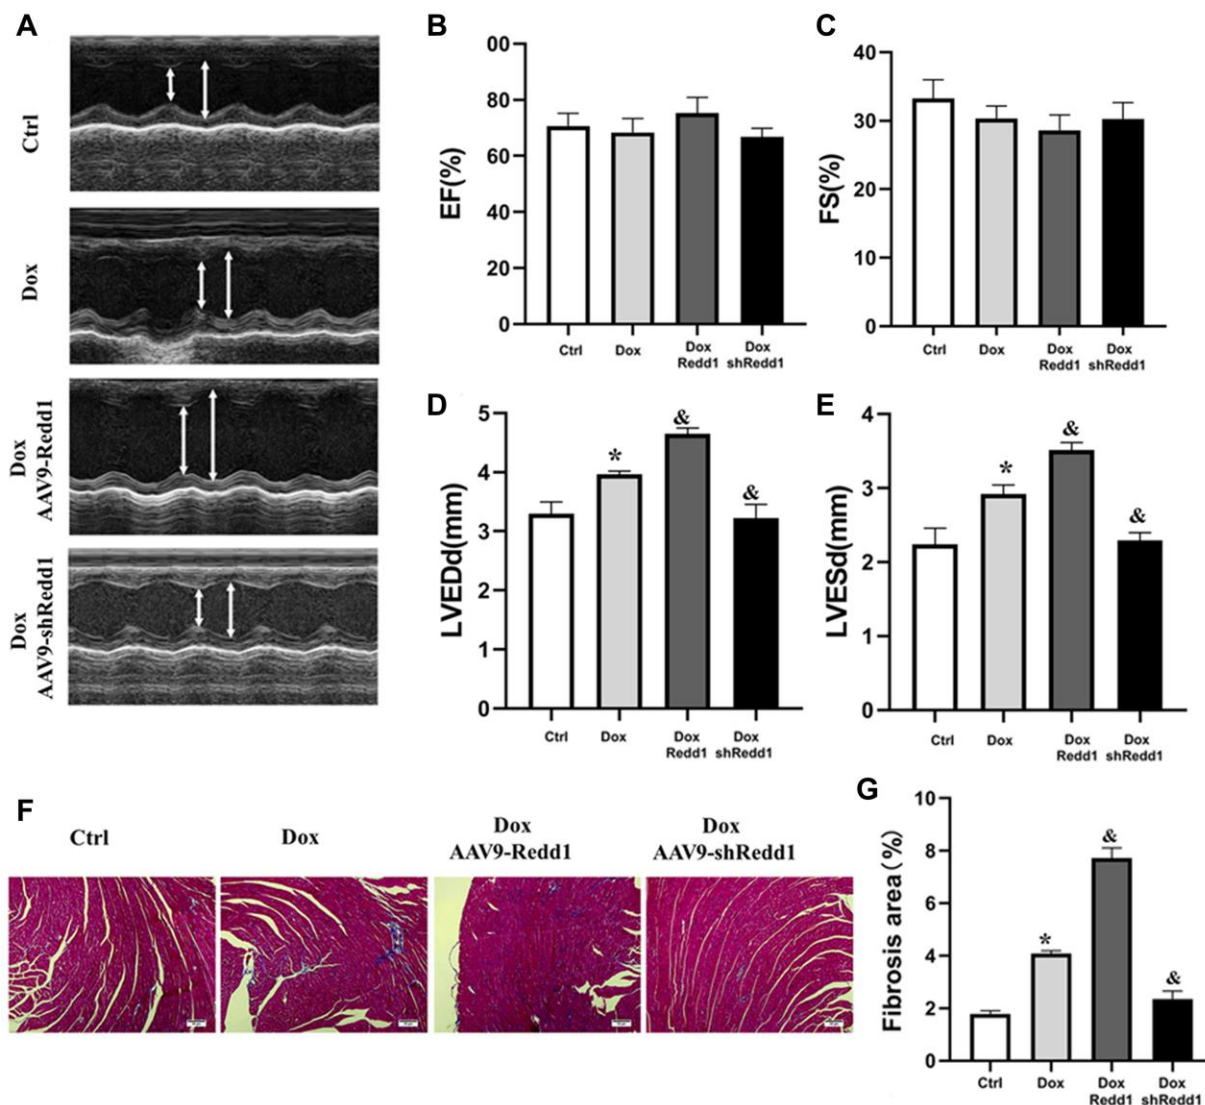 A
Ctrl
Dox
Dox
AAV9-Redd1
Dox
AAV9-shRedd1
B
EF(%)
00
80
60
40
20
00
Ctrl
Dox
Dox
Redd1
Dox
shRedd1
C
FS(%)
40
30
20
10
0
Ctrl
Dox
Dox
Redd1
Dox
shRedd1
D
LVEDd(mm)
5
4
3
2
1
0
*
&
&
Ctrl
Dox
Dox
Redd1
Dox
shRedd1
E
LVESd(mm)
4
3
2
1
0
*
&
&
Ctrl
Dox
Dox
Redd1
Dox
shRedd1
F
Ctrl
Dox
Dox
AAV9-Redd1
Dox
AAV9-shRedd1
G
Fibrosis area(%)
10
8
6
4
2
0
*
&
&
Ctrl
Dox
Dox
Redd1
Dox
shRedd1